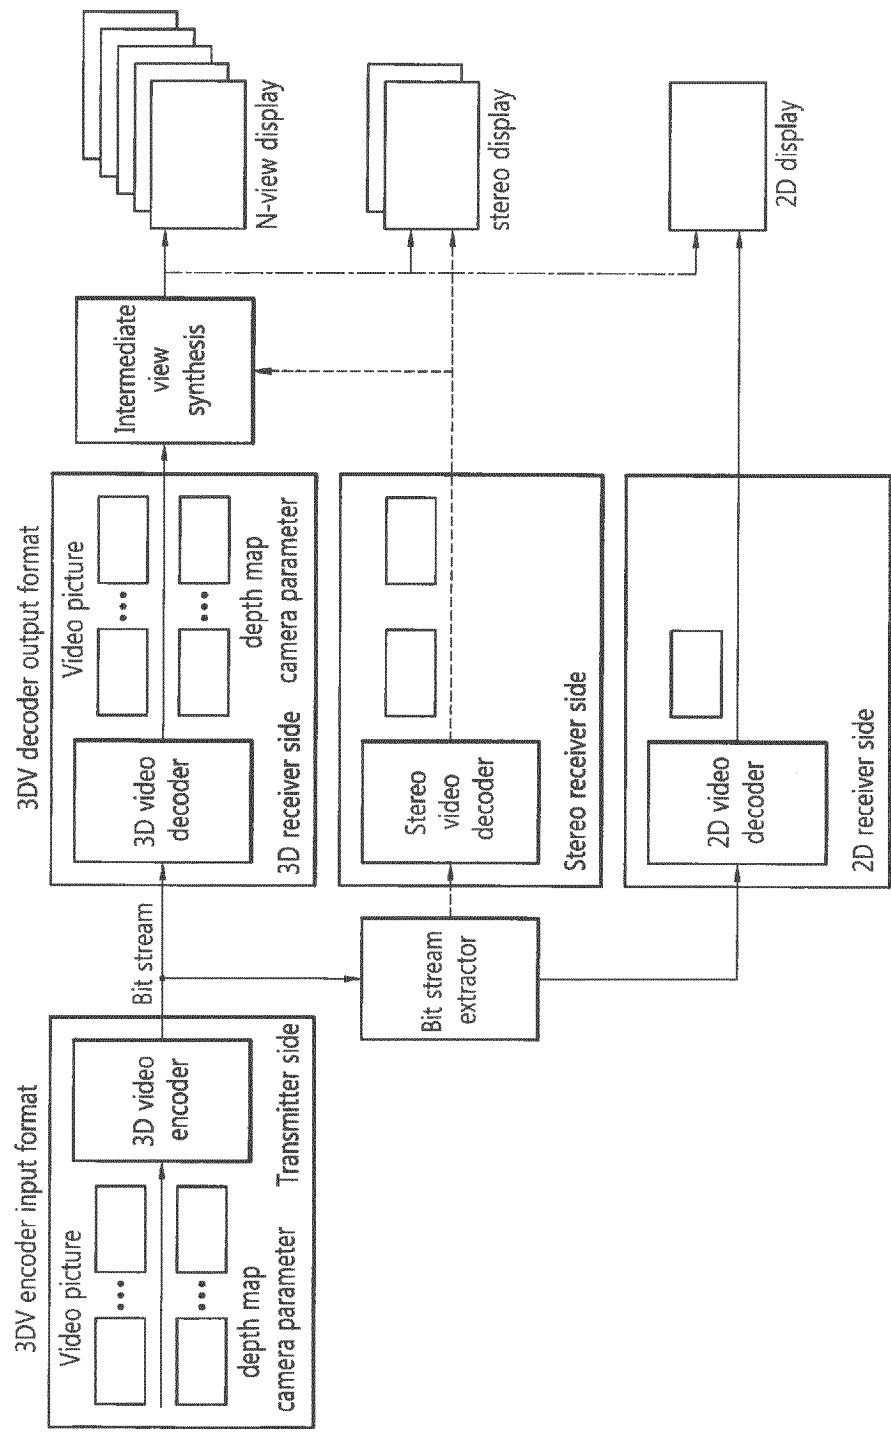 3DV encoder input format
Video picture
depth map
camera parameter
3D video
encoder
Transmitter side
Bit stream
Bit stream
extractor
3DV decoder output format
Video picture
3D video
decoder
depth map
camera parameter
3D receiver side
Stereo
video
decoder
Stereo receiver side
2D video
decoder
2D receiver side
Intermediate
view
synthesis
N-view display
stereo display
2D display